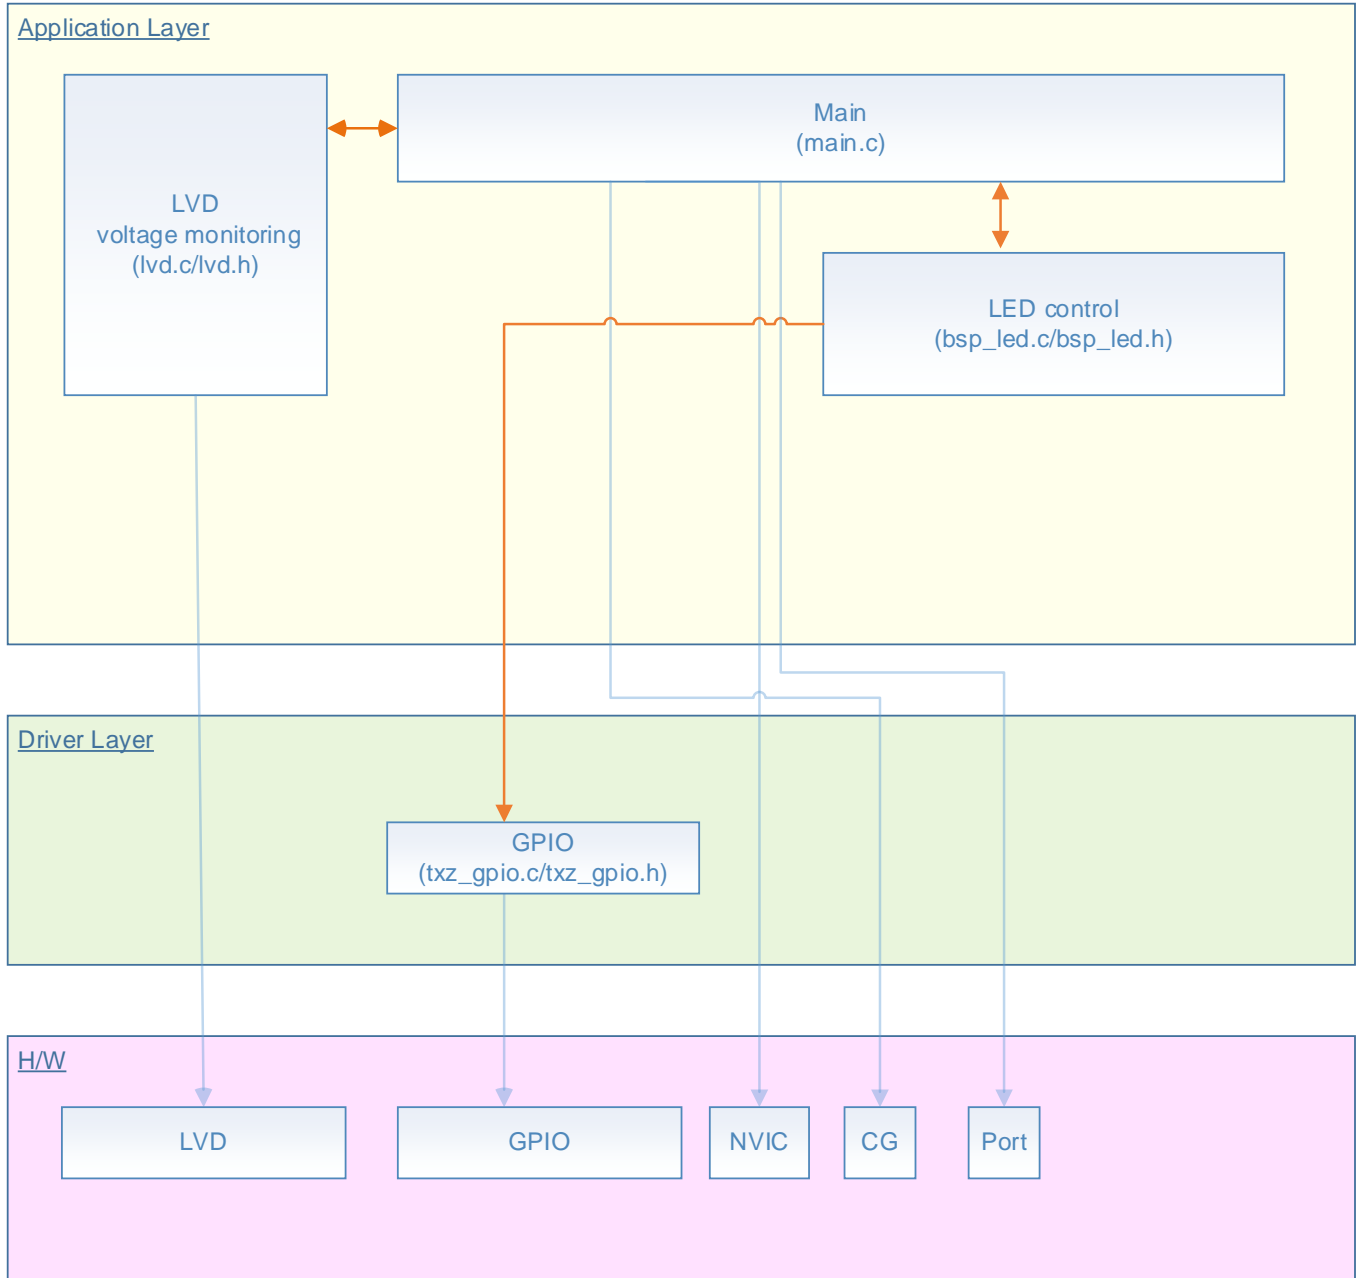 Application Layer
Main
(main.c)
LVD
voltage monitoring
(lvd.c/lvd.h)
LED control
(bsp_led.c/bsp_led.h)
Driver Layer
GPIO
(txz_gpio.c/txz_gpio.h)
H/W
LVD
GPIO
NVIC
CG
Port